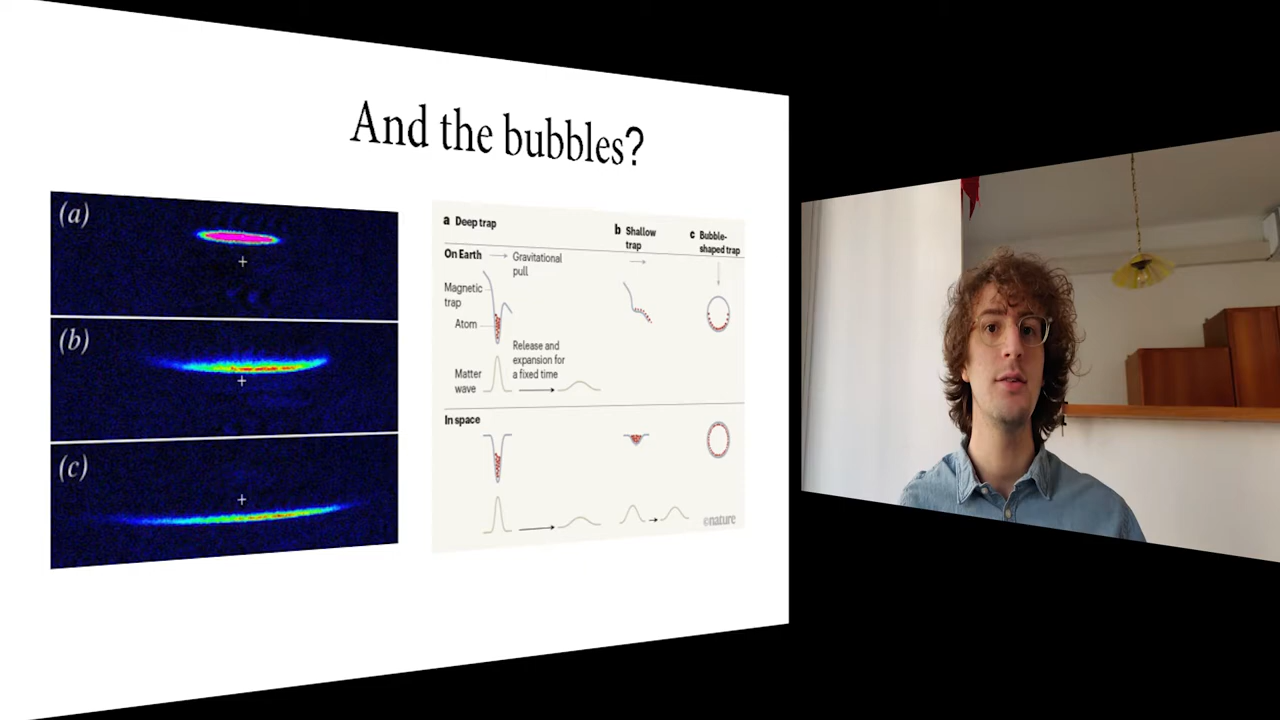 And the bubbles?
(a)
(b)
(c)
a Deep trap
b Shallow
trap
c Bubble-
shaped trap
On Earth
Gravitational
pull
Magnetic
trap
Atom
Release and
expansion for
a fixed time
Matter
wave
In space
©nature